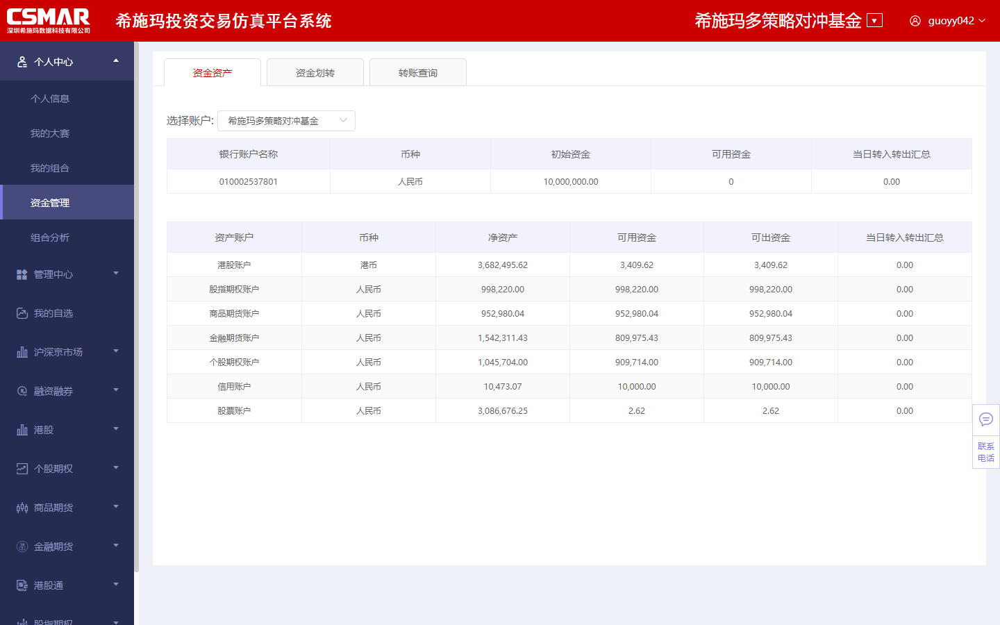 CSMAR
深圳希施玛数据科技有限公司
希施玛投资交易仿真平台系统
希施玛多策略对冲基金
guoyy042
个人中心
个人信息
我的大赛
我的组合
资金管理
组合分析
管理中心
我的自选
沪深京市场
融资融券
港股
个股期权
商品期货
金融期货
港股通
股指期权
资金资产 资金划转 转账查询
选择账户: 希施玛多策略对冲基金
银行账户名称 币种 初始资金 可用资金 当日转入转出汇总
010002537801 人民币 10,000,000.00 0 0.00
资产账户 币种 净资产 可用资金 可出资金 当日转入转出汇总
港股账户 港币 3,682,495.62 3,409.62 3,409.62 0.00
股指期权账户 人民币 998,220.00 998,220.00 998,220.00 0.00
商品期货账户 人民币 952,980.04 952,980.04 952,980.04 0.00
金融期货账户 人民币 1,542,311.43 809,975.43 809,975.43 0.00
个股期权账户 人民币 1,045,704.00 909,714.00 909,714.00 0.00
信用账户 人民币 10,473.07 10,000.00 10,000.00 0.00
股票账户 人民币 3,086,676.25 2.62 2.62 0.00
联系
电话